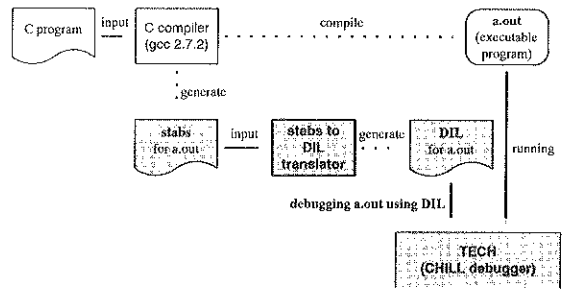 C program
input
C compiler
(gcc 2.7.2)
compile
a.out
(executable
program)
generate
stabs
for a.out
input
stabs to
DIL
translator
generate
DIL
for a.out
running
debugging a.out using DIL
TECH
(CHILL debugger)